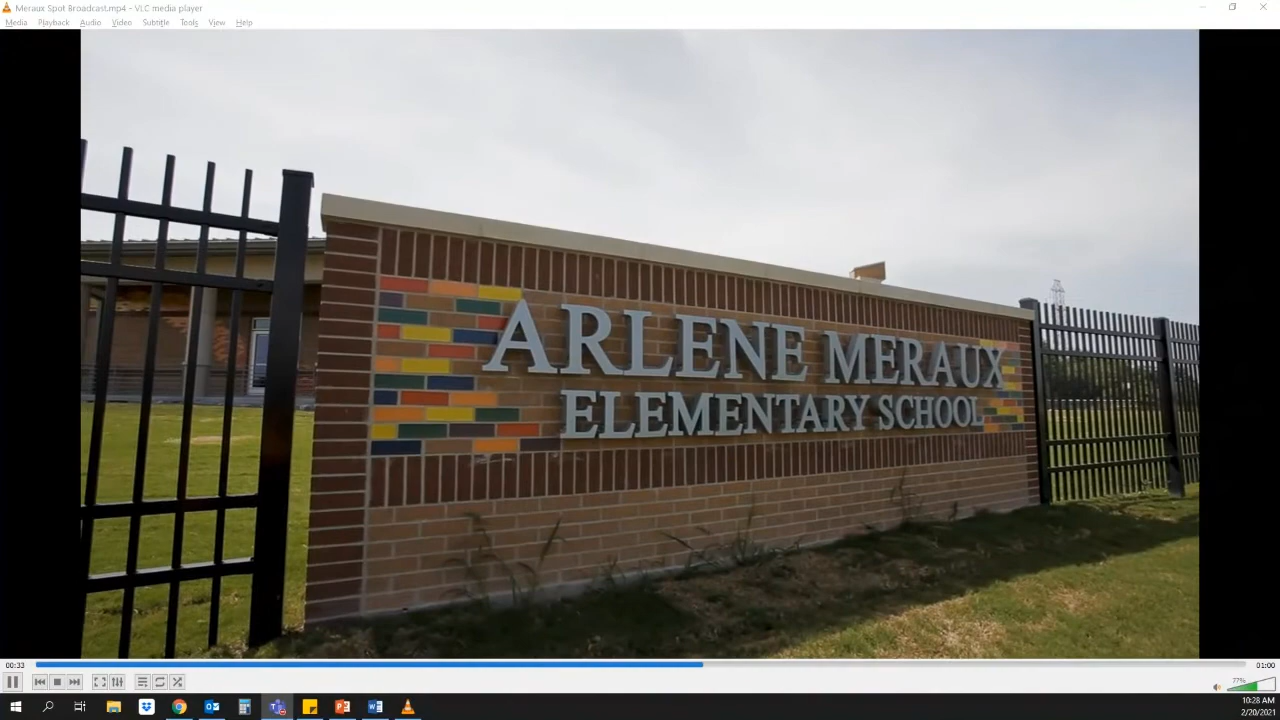 Meraux Spot Broadcast.mp4 - VLC media player
Media Playback Audio Video Subtitle Tools View Help
ARLENE MERAUX
ELEMENTARY SCHOOL
00:33
01:00
77%
10:28 AM
2/20/2021